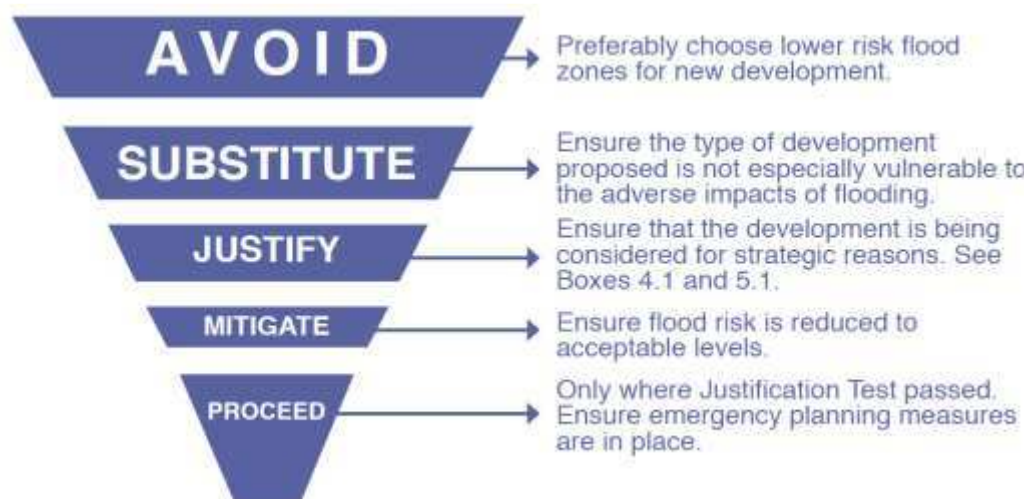 AVOID
Preferably choose lower risk flood
zones for new development.
SUBSTITUTE
Ensure the type of development
proposed is not especially vulnerable to
the adverse impacts of flooding.
JUSTIFY
Ensure that the development is being
considered for strategic reasons. See
Boxes 4.1 and 5.1.
MITIGATE
Ensure flood risk is reduced to
acceptable levels.
PROCEED
Only where Justification Test passed.
Ensure emergency planning measures
are in place.